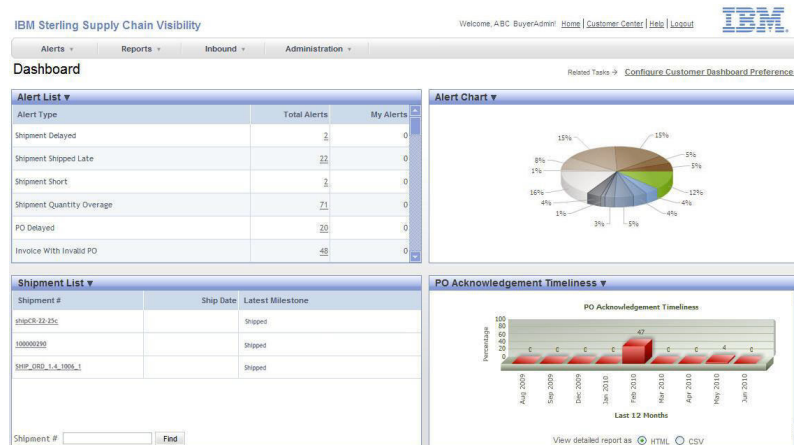 IBM Sterling Supply Chain Visibility
Welcome, ABC BuyerAdmin! Home | Customer Center | Help | Logout
IBM
Alerts Reports Inbound Administration
Dashboard
Related Tasks → Configure Customer Dashboard Preference
Alert List
Alert Type Total Alerts My Alerts
Shipment Delayed 2 0
Shipment Shipped Late 22 0
Shipment Short 2 0
Shipment Quantity Overage 71 0
PO Delayed 20 0
Invoice With Invalid PO 48 0
Alert Chart
15% 15%
8% 5%
1% 5%
16% 12%
4% 4%
1% 3% 5%
Shipment List
Shipment # Ship Date Latest Milestone
shipCR-22-25c Shipped
100000290 Shipped
SHIP_ORD_1.4_1006_1 Shipped
Shipment # Find
PO Acknowledgement Timeliness
PO Acknowledgement Timeliness
Percentage
100
80
60
40
20
0
0 0 0 0 47 0 0 4 0
Aug 2009 Sep 2009 Dec 2009 Jan 2010 Feb 2010 Mar 2010 Apr 2010 May 2010 Jun 2010
Last 12 Months
View detailed report as HTML CSV